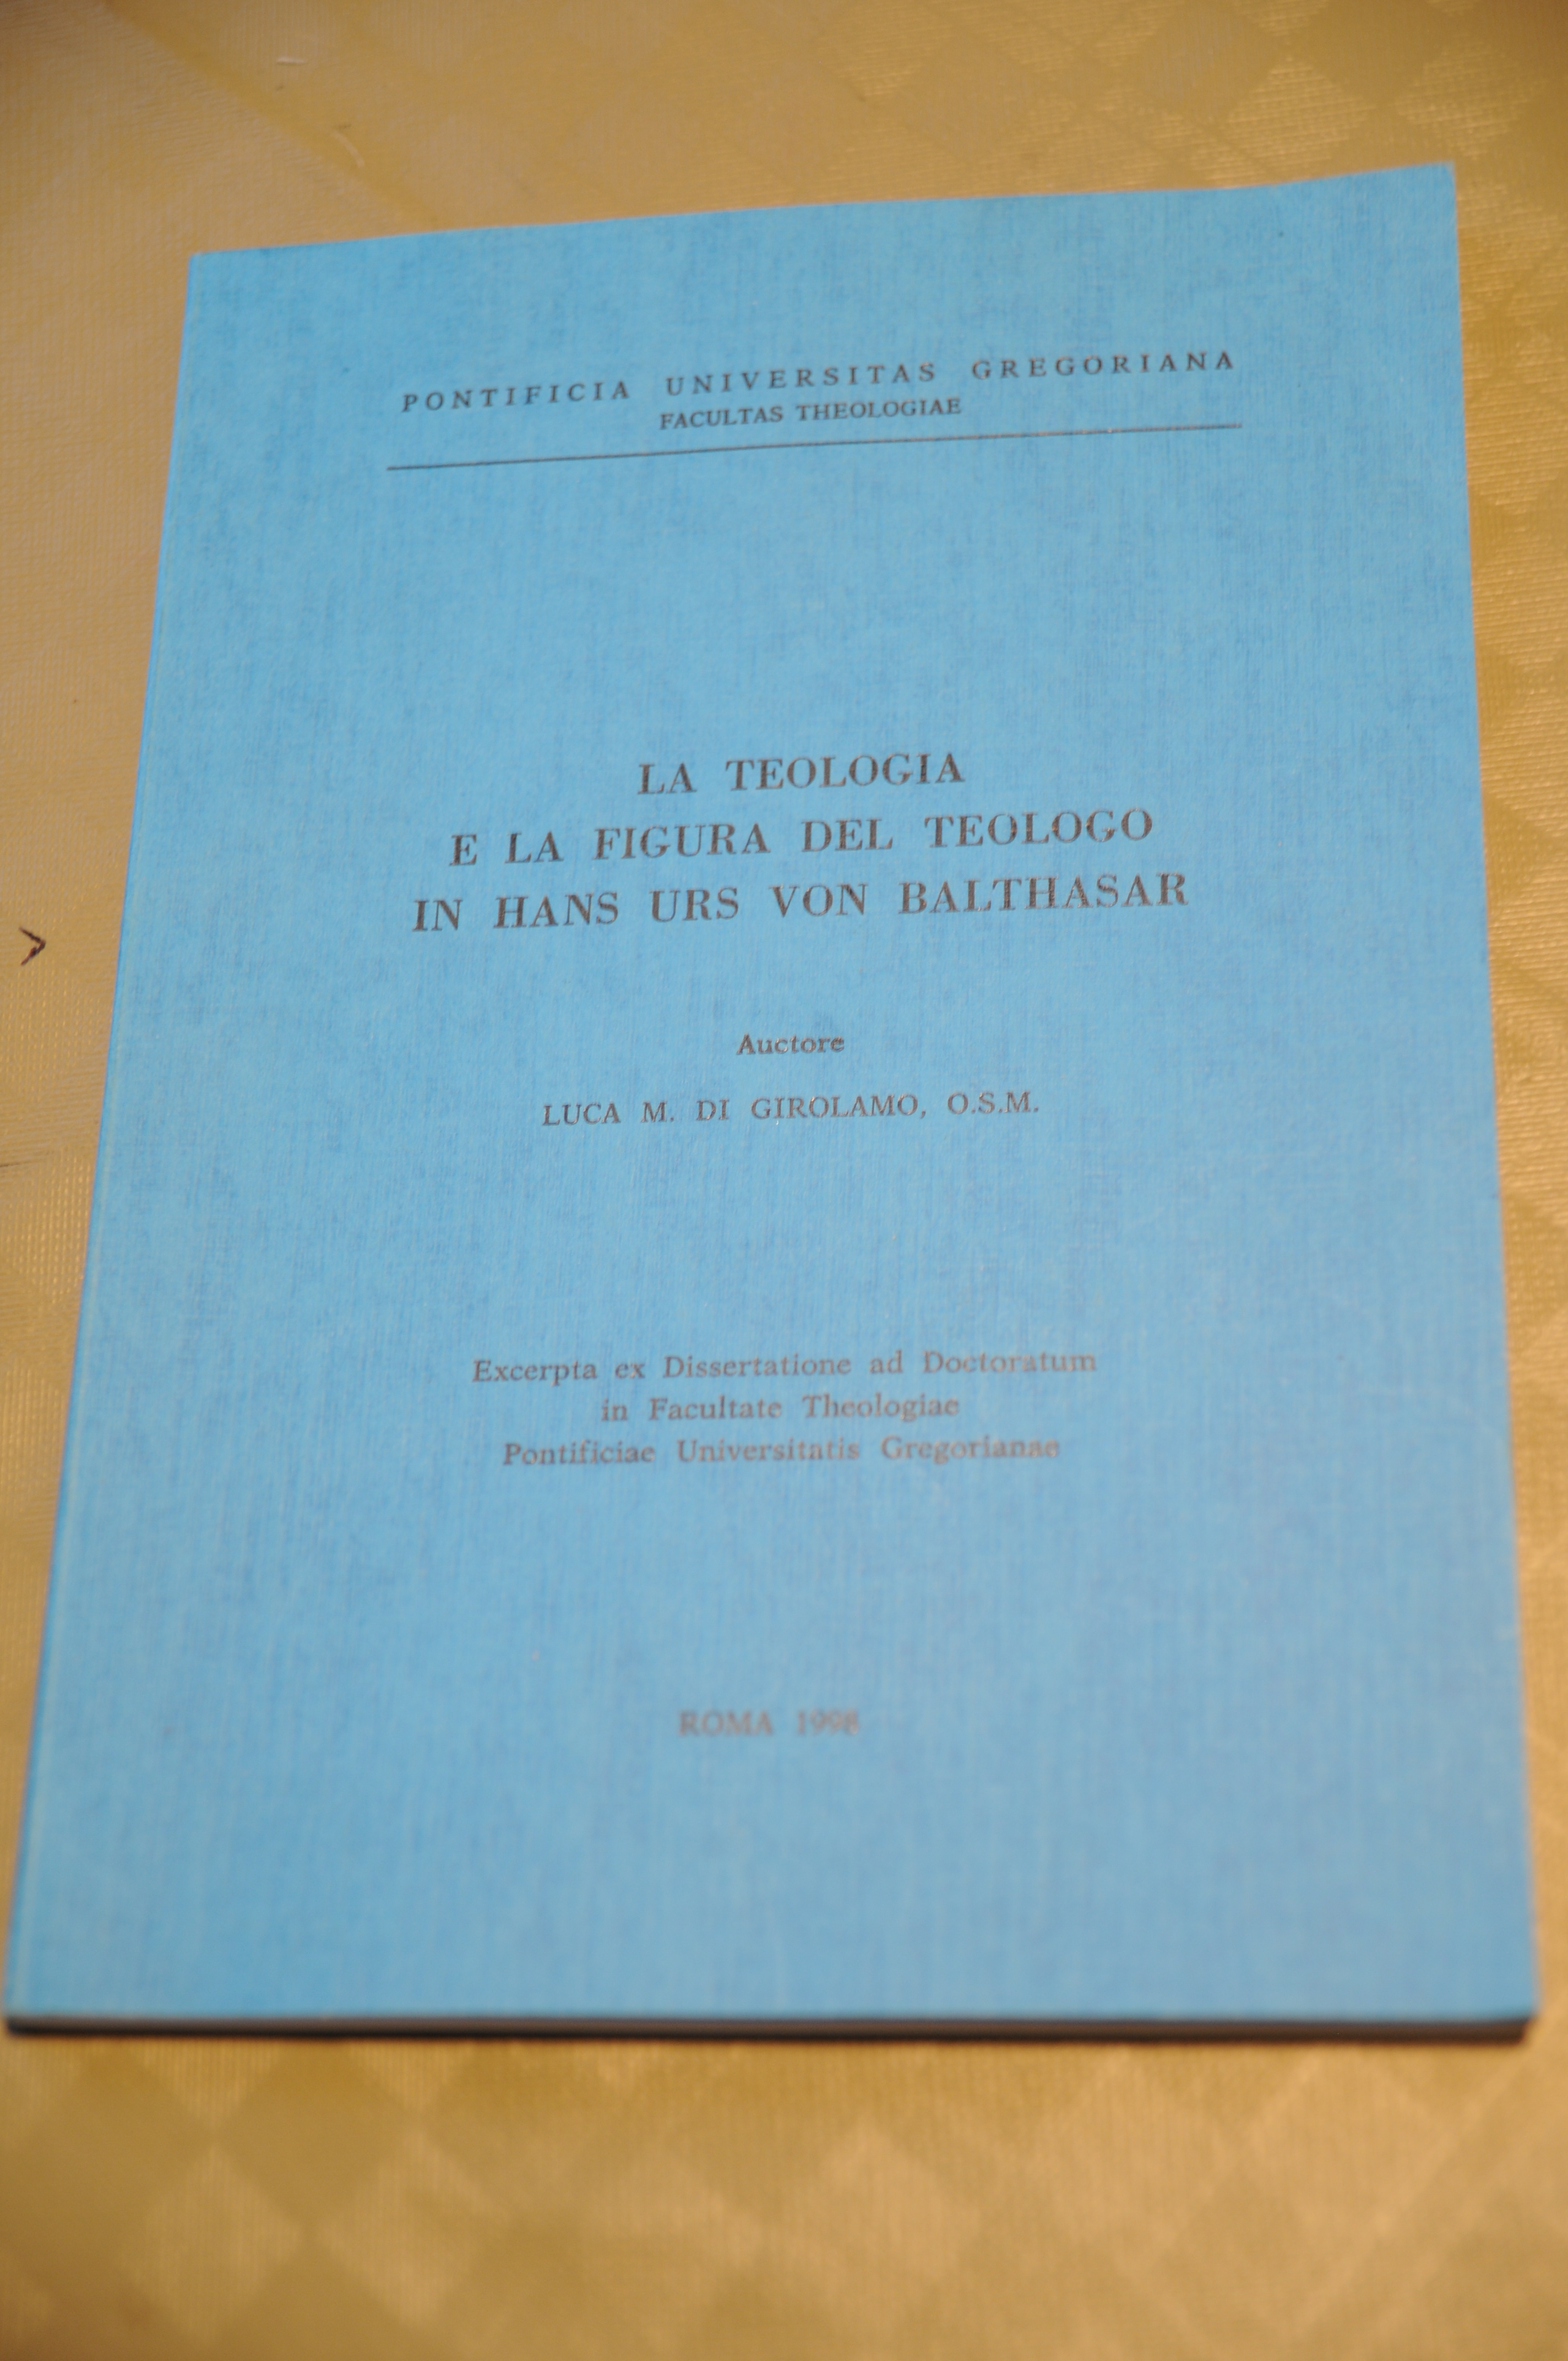 PONTIFICIA UNIVERSITAS GREGORIANA
FACULTAS THEOLOGIAE
LA TEOLOGIA
E LA FIGURA DEL TEOLOGO
IN HANS URS VON BALTHASAR
Auctore
LUCA M. DI GIROLAMO, O.S.M.
Excerpta ex Dissertatione ad Doctoratum
in Facultate Theologiae
Pontificiae Universitatis Gregorianae
ROMA 1998